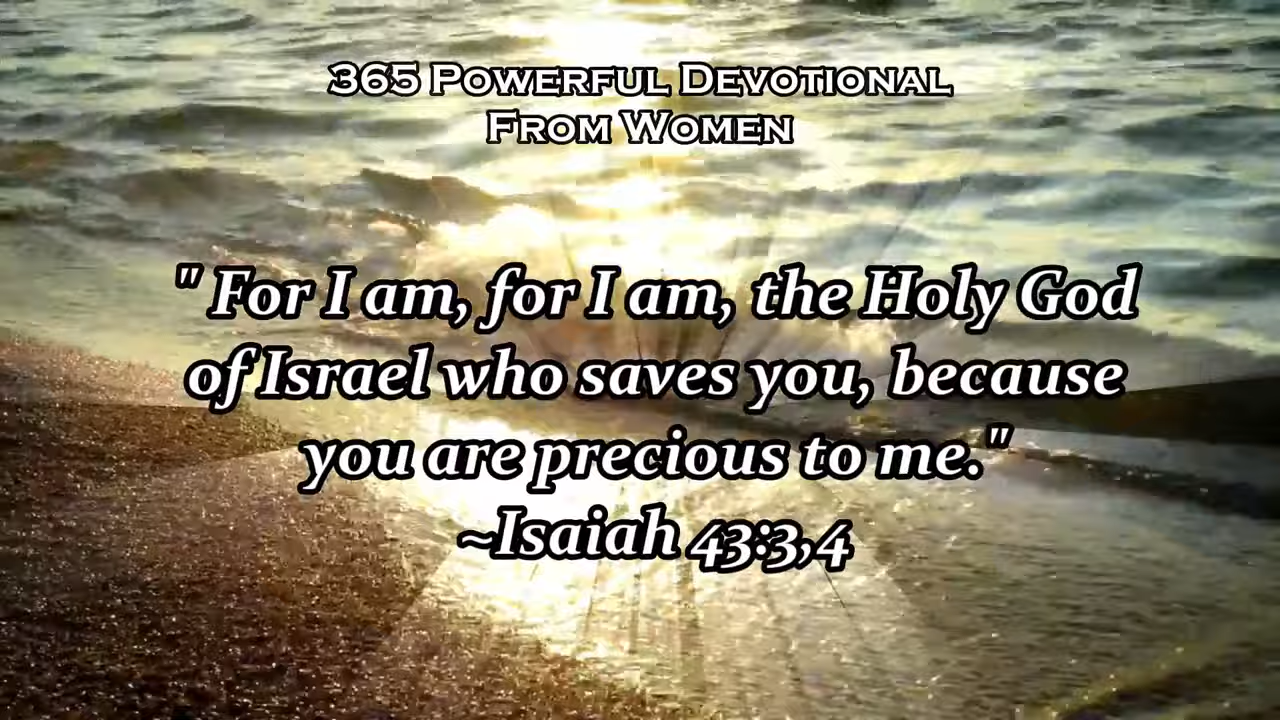 365 Powerful Devotional
From Women
" For I am, for I am, the Holy God
of Israel who saves you, because
you are precious to me."
~Isaiah 43:3,4